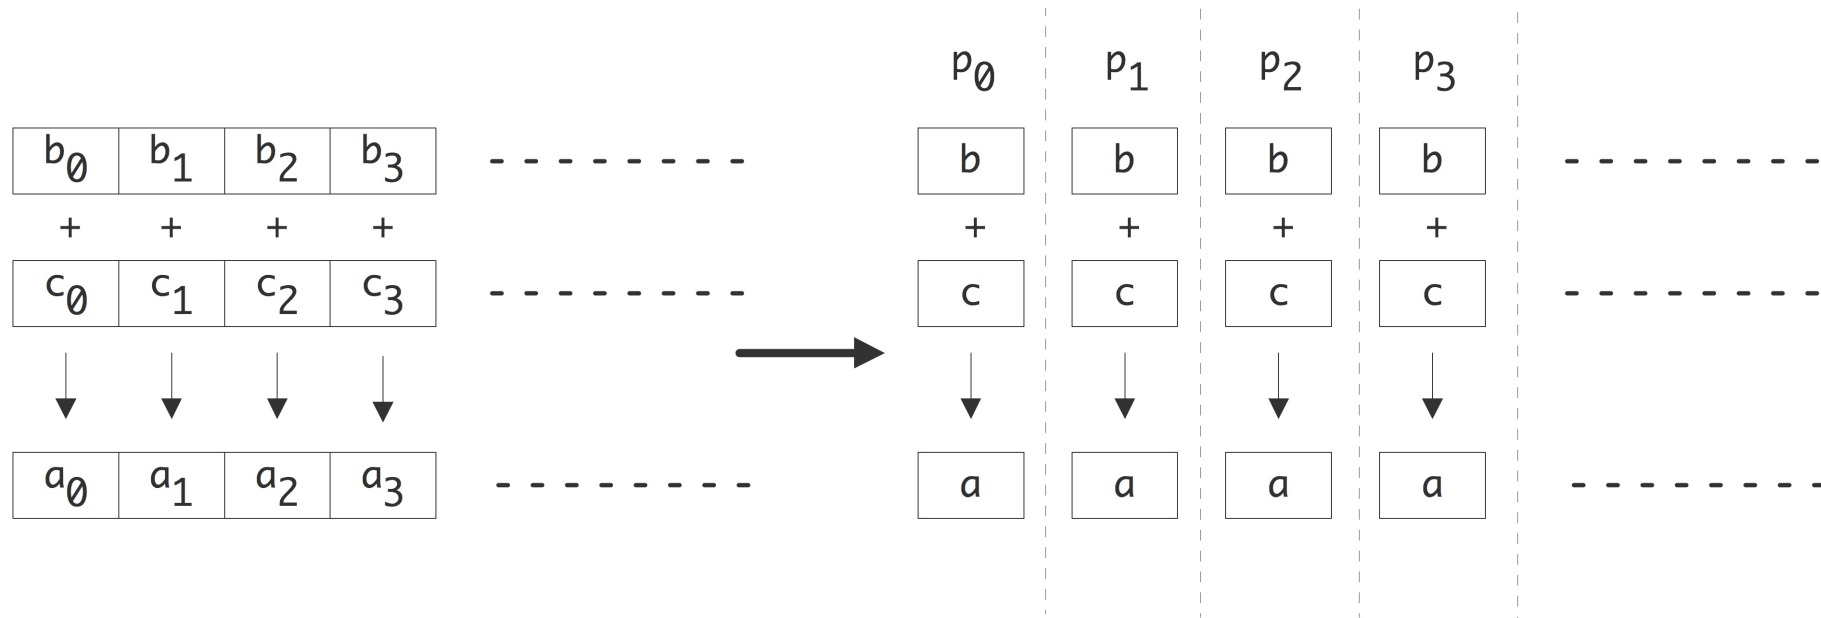 p0 p1 p2 p3
b0 b1 b2 b3 b b b b
+ + + + + + + +
c0 c1 c2 c3 c c c c
a0 a1 a2 a3 a a a a